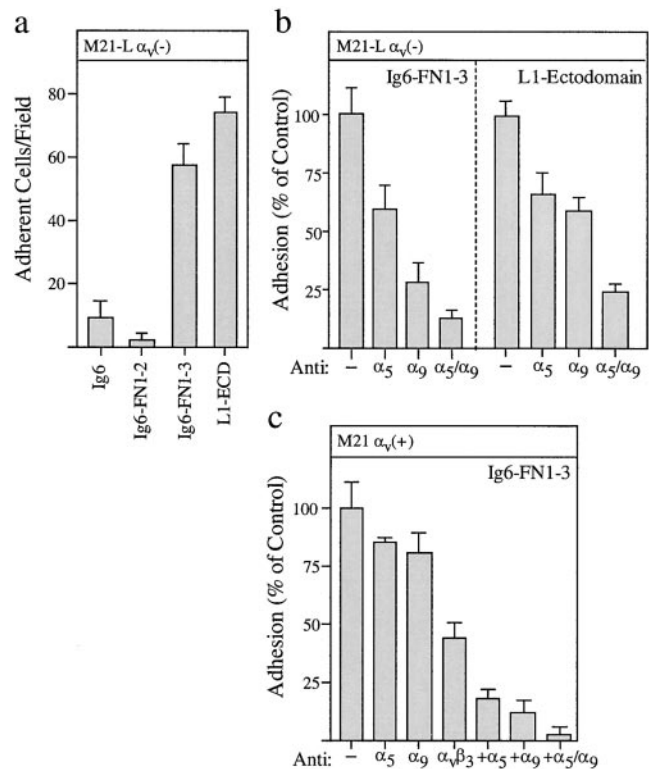 a
M21-L αv(-)
Adherent Cells/Field
80
60
40
20
Ig6
Ig6-FN1-2
Ig6-FN1-3
L1-ECD
b
M21-L αv(-)
Ig6-FN1-3
L1-Ectodomain
Adhesion (% of Control)
100
75
50
25
Anti: – α5 α9 α5/α9 – α5 α9 α5/α9
c
M21 αv(+)
Ig6-FN1-3
Adhesion (% of Control)
100
75
50
25
Anti: – α5 α9 αvβ3 +α5 +α9 +α5/α9